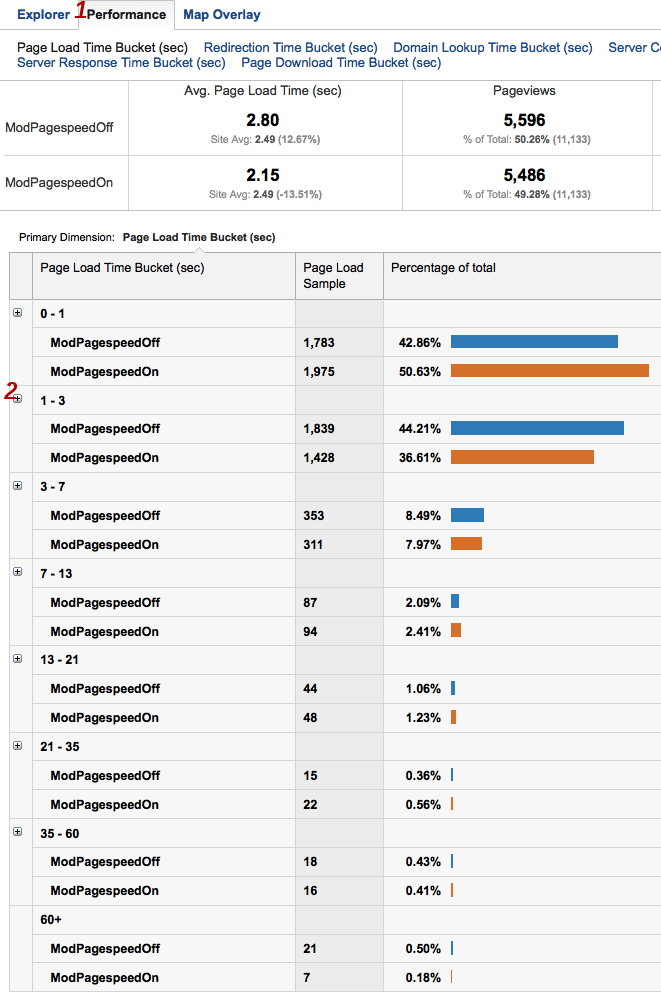 Explorer 1 Performance Map Overlay
Page Load Time Bucket (sec) Redirection Time Bucket (sec) Domain Lookup Time Bucket (sec) Server C
Server Response Time Bucket (sec) Page Download Time Bucket (sec)
Avg. Page Load Time (sec) Pageviews
ModPagespeedOff 2.80 5,596
Site Avg: 2.49 (12.67%) % of Total: 50.26% (11,133)
ModPagespeedOn 2.15 5,486
Site Avg: 2.49 (-13.51%) % of Total: 49.28% (11,133)
Primary Dimension: Page Load Time Bucket (sec)
Page Load Time Bucket (sec) Page Load Sample Percentage of total
0 - 1
ModPagespeedOff 1,783 42.86%
ModPagespeedOn 1,975 50.63%
2
1 - 3
ModPagespeedOff 1,839 44.21%
ModPagespeedOn 1,428 36.61%
3 - 7
ModPagespeedOff 353 8.49%
ModPagespeedOn 311 7.97%
7 - 13
ModPagespeedOff 87 2.09%
ModPagespeedOn 94 2.41%
13 - 21
ModPagespeedOff 44 1.06%
ModPagespeedOn 48 1.23%
21 - 35
ModPagespeedOff 15 0.36%
ModPagespeedOn 22 0.56%
35 - 60
ModPagespeedOff 18 0.43%
ModPagespeedOn 16 0.41%
60+
ModPagespeedOff 21 0.50%
ModPagespeedOn 7 0.18%